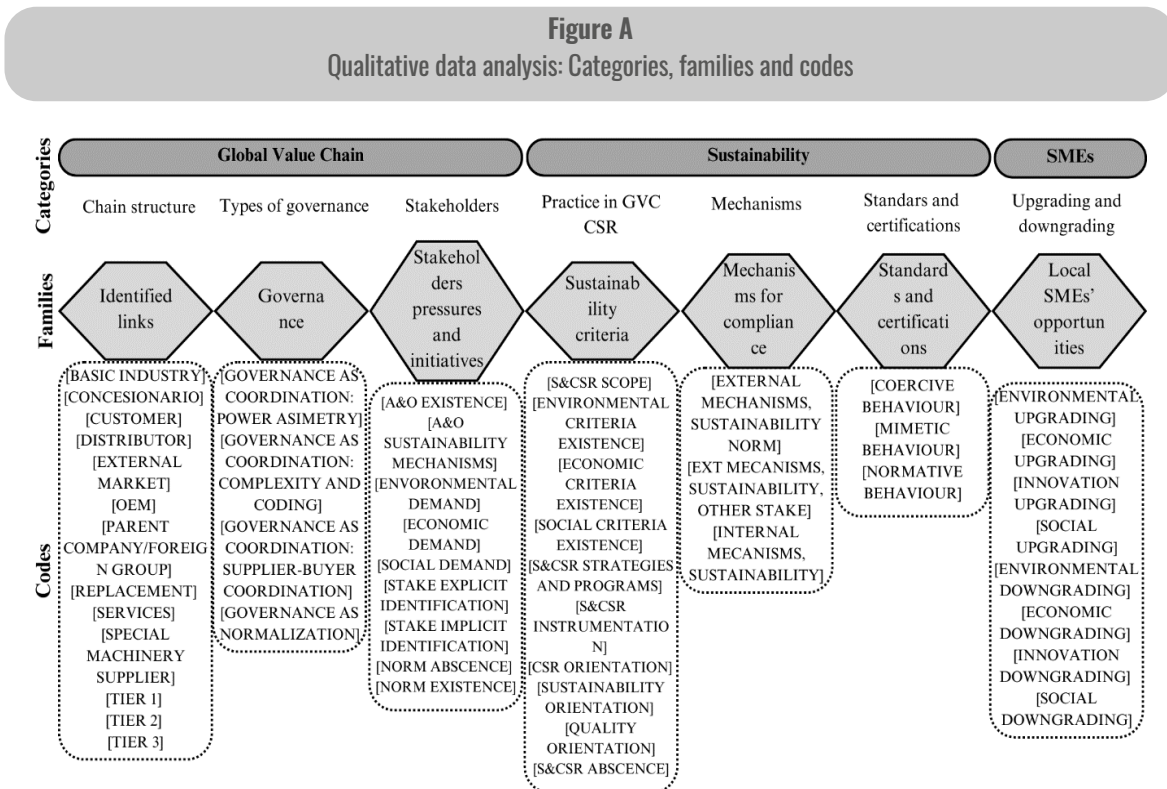 Figure A
Qualitative data analysis: Categories, families and codes
Categories
Global Value Chain
Sustainability
SMEs
Chain structure
Types of governance
Stakeholders
Practice in GVC
CSR
Mechanisms
Standars and
certifications
Upgrading and
downgrading
Families
Identified
links
Governa
nce
Stakehol
ders
pressures
and
initiatives
Sustainab
ility
criteria
Mechanis
ms for
complian
ce
Standard
s and
certificati
ons
Local
SMEs'
opportun
ities
Codes
[BASIC INDUSTRY]
[CONCESIONARIO]
[CUSTOMER]
[DISTRIBUTOR]
[EXTERNAL
MARKET]
[OEM]
[PARENT
COMPANY/FOREIG
N GROUP]
[REPLACEMENT]
[SERVICES]
[SPECIAL
MACHINERY
SUPPLIER]
[TIER 1]
[TIER 2]
[TIER 3]
[GOVERNANCE AS
COORDINATION:
POWER ASIMETRY]
[GOVERNANCE AS
COORDINATION:
COMPLEXITY AND
CODING]
[GOVERNANCE AS
COORDINATION:
SUPPLIER-BUYER
COORDINATION]
[GOVERNANCE AS
NORMALIZATION]
[A&O EXISTENCE]
[A&O
SUSTAINABILITY
MECHANISMS]
[ENVORONMENTAL
DEMAND]
[ECONOMIC
DEMAND]
[SOCIAL DEMAND]
[STAKE EXPLICIT
IDENTIFICATION]
[STAKE IMPLICIT
IDENTIFICATION]
[NORM ABSCENCE]
[NORM EXISTENCE]
[S&CSR SCOPE]
[ENVIRONMENTAL
CRITERIA
EXISTENCE]
[ECONOMIC
CRITERIA
EXISTENCE]
[SOCIAL CRITERIA
EXISTENCE]
[S&CSR STRATEGIES
AND PROGRAMS]
[S&CSR
INSTRUMENTATIO
N]
[CSR ORIENTATION]
[SUSTAINABILITY
ORIENTATION]
[QUALITY
ORIENTATION]
[S&CSR ABSCENCE]
[EXTERNAL
MECHANISMS,
SUSTAINABILITY
NORM]
[EXT MECANISMS,
SUSTAINABILITY,
OTHER STAKE]
[INTERNAL
MECHANISMS,
SUSTAINABILITY]
[COERCIVE
BEHAVIOUR]
[MIMETIC
BEHAVIOUR]
[NORMATIVE
BEHAVIOUR]
[ENVIRONMENTAL
UPGRADING]
[ECONOMIC
UPGRADING]
[INNOVATION
UPGRADING]
[SOCIAL
UPGRADING]
[ENVIRONMENTAL
DOWNGRADING]
[ECONOMIC
DOWNGRADING]
[INNOVATION
DOWNGRADING]
[SOCIAL
DOWNGRADING]